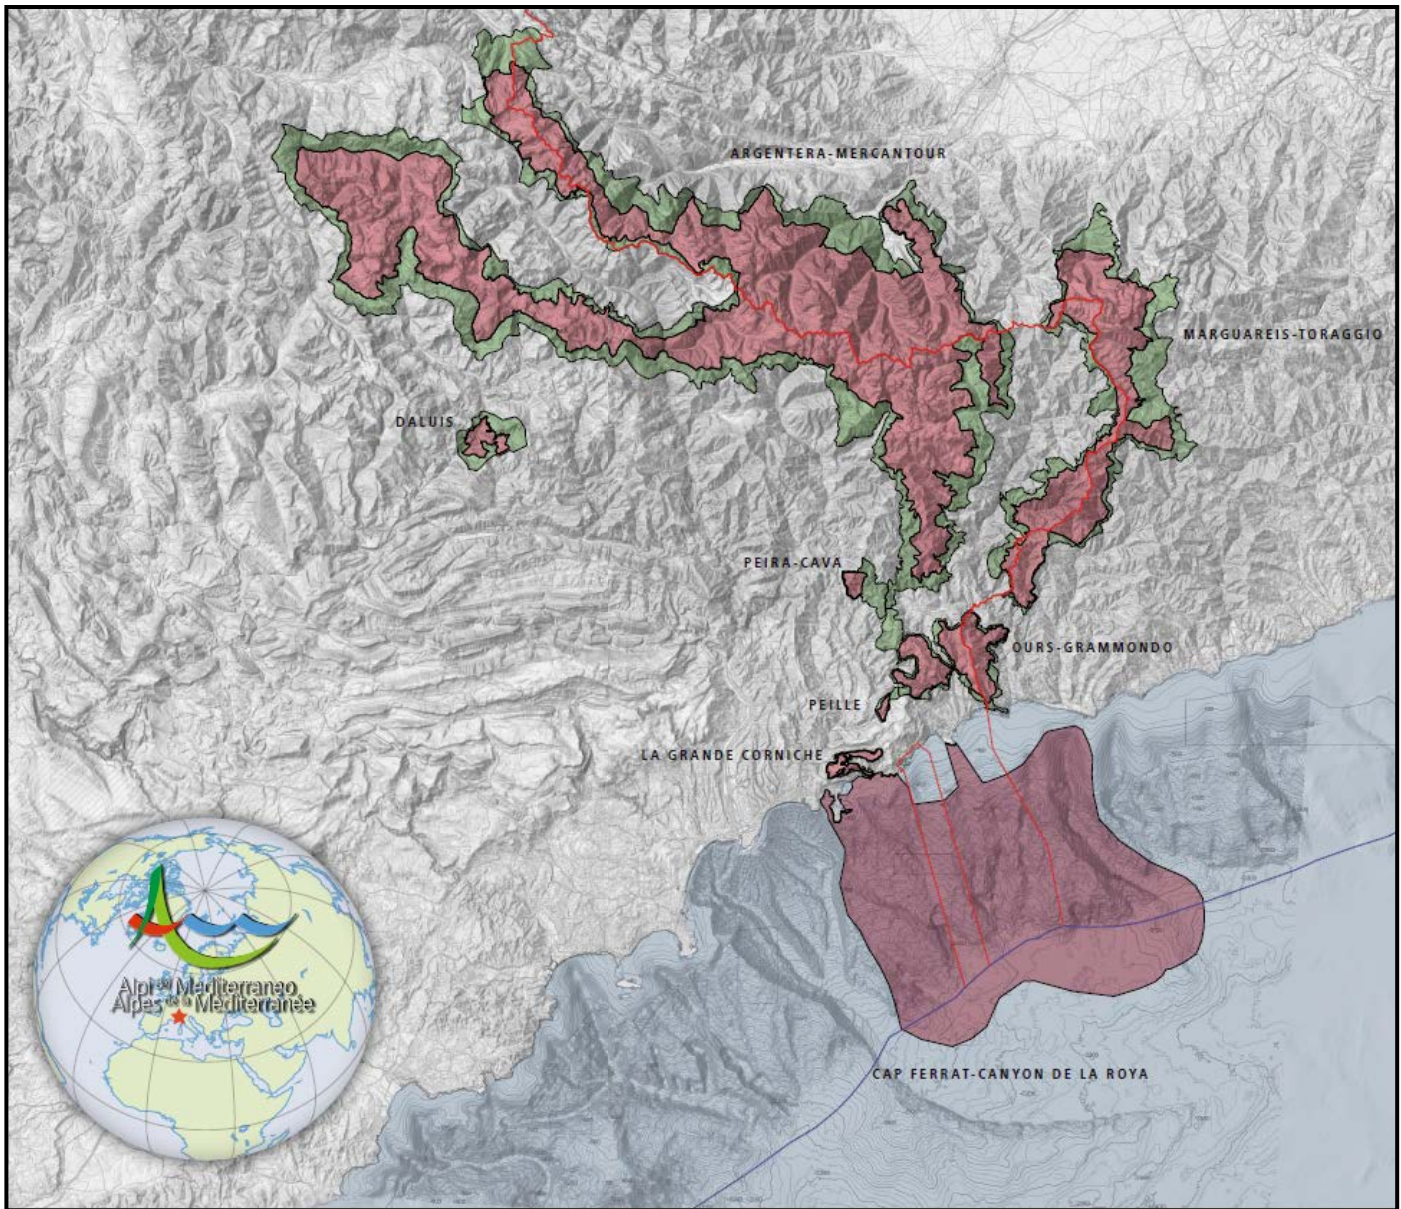 ARGENTERA-MERCANTOUR
MARGUAREIS-TORAGGIO
DALUIS
PEIRA-CAVA
OURS-GRAMMONDO
PEILLE
LA GRANDE CORNICHE
Alpi del Mediterraneo
Alpes de la Méditerranée
CAP FERRAT-CANYON DE LA ROYA